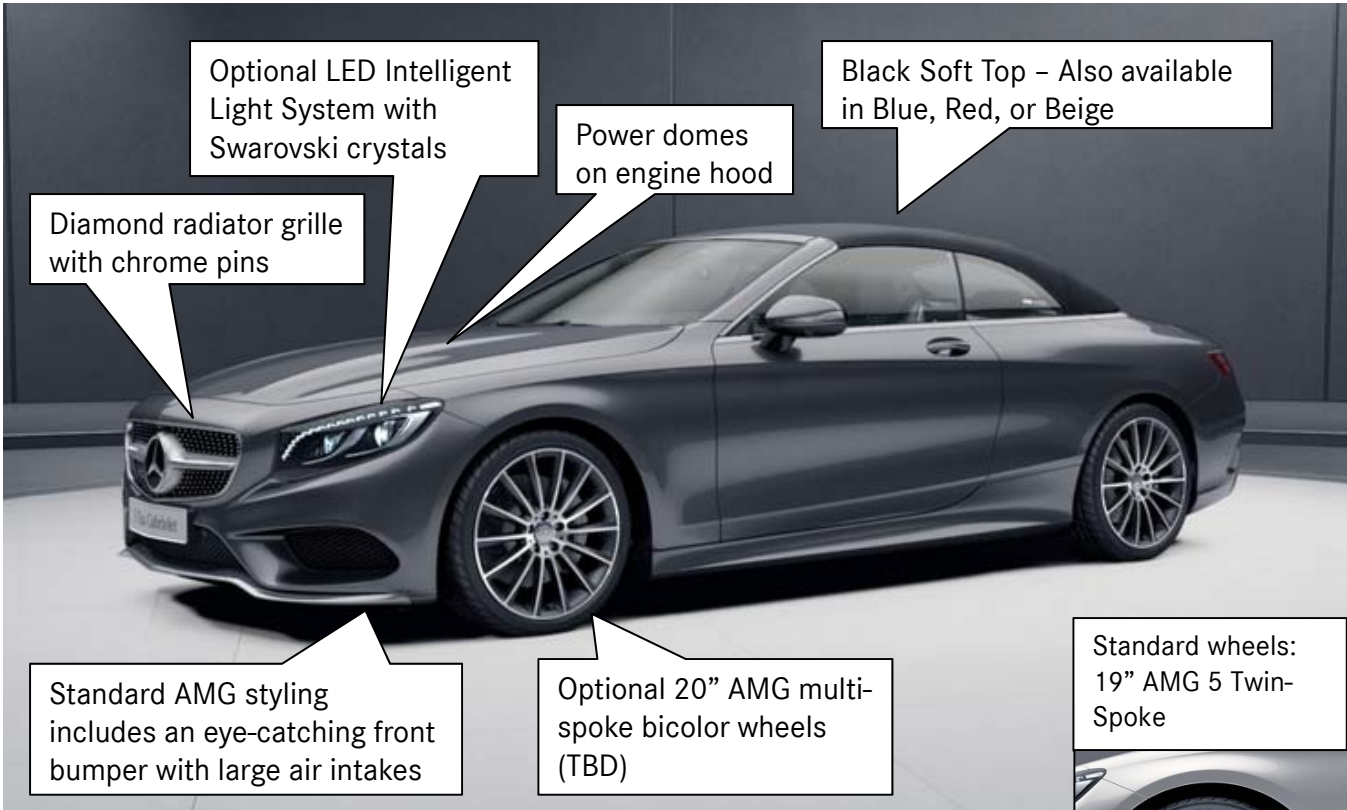 Optional LED Intelligent
Light System with
Swarovski crystals
Black Soft Top – Also available
in Blue, Red, or Beige
Power domes
on engine hood
Diamond radiator grille
with chrome pins
Standard AMG styling
includes an eye-catching front
bumper with large air intakes
Optional 20” AMG multi-
spoke bicolor wheels
(TBD)
Standard wheels:
19” AMG 5 Twin-
Spoke